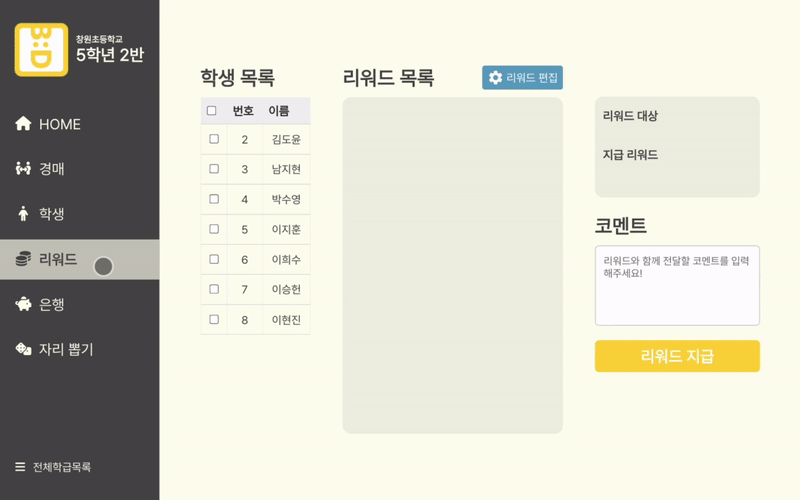 B:D
창원초등학교
5학년 2반
HOME
경매
학생
리워드
은행
자리 뽑기
전체학급목록
학생 목록
번호 이름
2 김도윤
3 남지현
4 박수영
5 이지훈
6 이희수
7 이승헌
8 이현진
리워드 목록
리워드 편집
리워드 대상
지급 리워드
코멘트
리워드와 함께 전달할 코멘트를 입력
해주세요!
리워드 지급